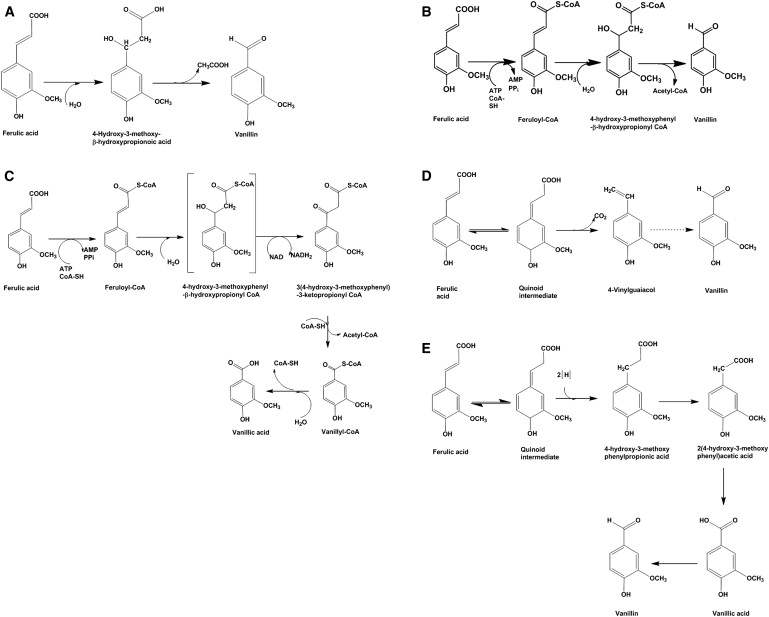 A
COOH
OCH₃
OH
Ferulic acid
H₂O
O
OH
HO
H
C
CH₂
OCH₃
OH
4-Hydroxy-3-methoxy-
β-hydroxypropionoic acid
CH₃COOH
H
O
OCH₃
OH
Vanillin
B
COOH
OCH₃
OH
Ferulic acid
ATP
CoA-
SH
AMP
PPi
O
S-CoA
OCH₃
OH
Feruloyl-CoA
H₂O
O
S-CoA
HO
CH₂
OCH₃
OH
4-hydroxy-3-methoxyphenyl
-β-hydroxypropionyl CoA
Acetyl-CoA
H
O
OCH₃
OH
Vanillin
C
COOH
OCH₃
OH
Ferulic acid
ATP
CoA-SH
AMP
PPi
O
S-CoA
OCH₃
OH
Feruloyl-CoA
H₂O
O
S-CoA
HO
CH₂
OCH₃
OH
4-hydroxy-3-methoxyphenyl
-β-hydroxypropionyl CoA
NAD
NADH₂
O
S-CoA
O
OCH₃
OH
3(4-hydroxy-3-methoxyphenyl)
-3-ketopropionyl CoA
CoA-SH
Acetyl-CoA
O
S-CoA
OCH₃
OH
Vanillyl-CoA
CoA-SH
H₂O
O
OH
OCH₃
OH
Vanillic acid
D
COOH
OCH₃
OH
Ferulic
acid
COOH
OCH₃
OH
Quinoid
intermediate
CO₂
H₂C
OCH₃
OH
4-Vinylguaiacol
H
O
OCH₃
OH
Vanillin
E
COOH
OCH₃
OH
Ferulic acid
COOH
OCH₃
OH
Quinoid
intermediate
2|H|
COOH
H₂C
OCH₃
OH
4-hydroxy-3-methoxy
phenylpropionic acid
COOH
H₂C
OCH₃
OH
2(4-hydroxy-3-methoxy
phenyl)acetic acid
HO
O
OCH₃
OH
Vanillic acid
H
O
OCH₃
OH
Vanillin